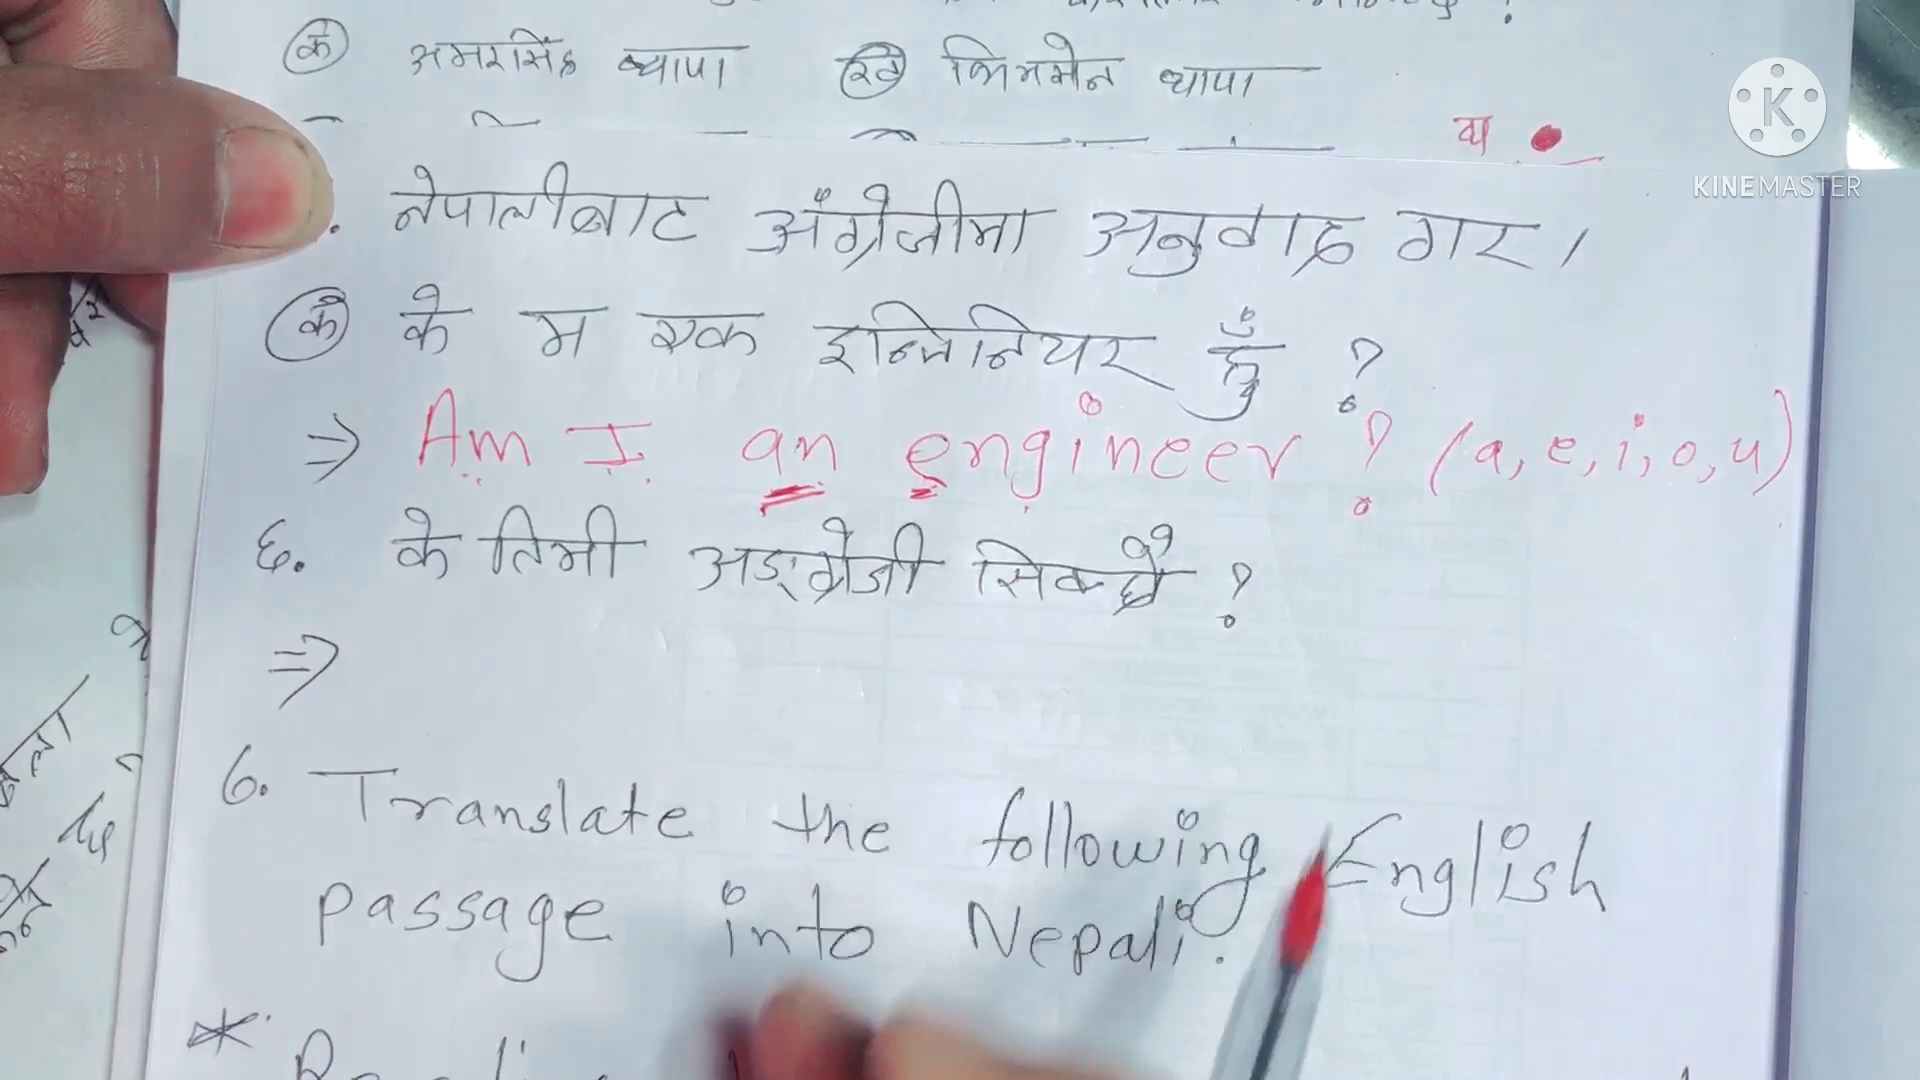 क अमरसिंह थापा ख भिमसेन थापा
KINEMASTER
नेपालीबाट अंग्रेजीमा अनुवाद गर।
क के म एक इन्जिनियर हुँ ?
⇒ Am I an engineer ? (a, e, i, o, u)
६. के तिमी अङ्ग्रेजी सिक्छौ ?
⇒
6. Translate the following English
passage into Nepali.
*